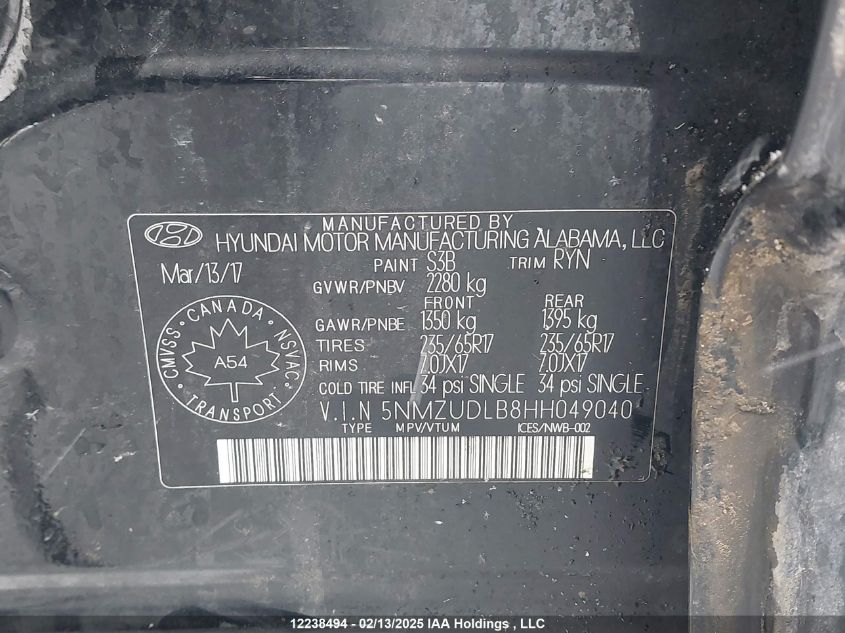 MANUFACTURED BY
HYUNDAI MOTOR MANUFACTURING ALABAMA, LLC
Mar/13/17 PAINT S3B TRIM RYN
GVWR/PNBV 2280 kg
FRONT REAR
GAWR/PNBE 1350 kg 1395 kg
TIRES 235/65R17 235/65R17
RIMS 7.0JX17 7.0JX17
COLD TIRE INFL 34 psi SINGLE 34 psi SINGLE
V.I.N 5NMZUDLB8HH049040
TYPE MPV/VTUM ICES/NWB-002
CANADA
CMVSS NSVAC
A54
TRANSPORT
12238494 - 02/13/2025 IAA Holdings, LLC